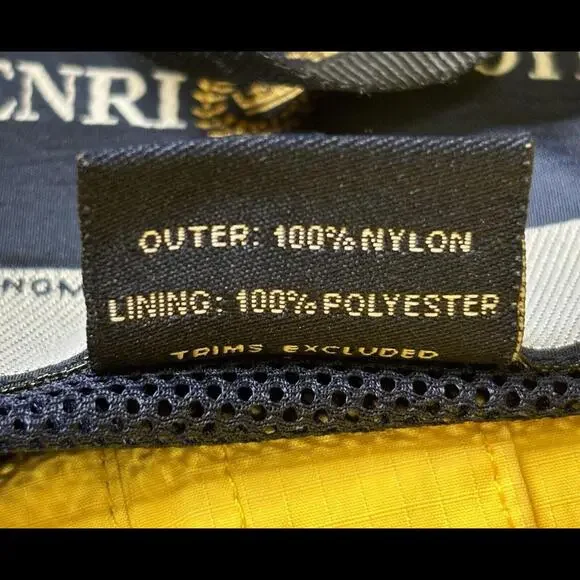 ENRI
OUTER: 100% NYLON
LINING: 100% POLYESTER
TRIMS EXCLUDED